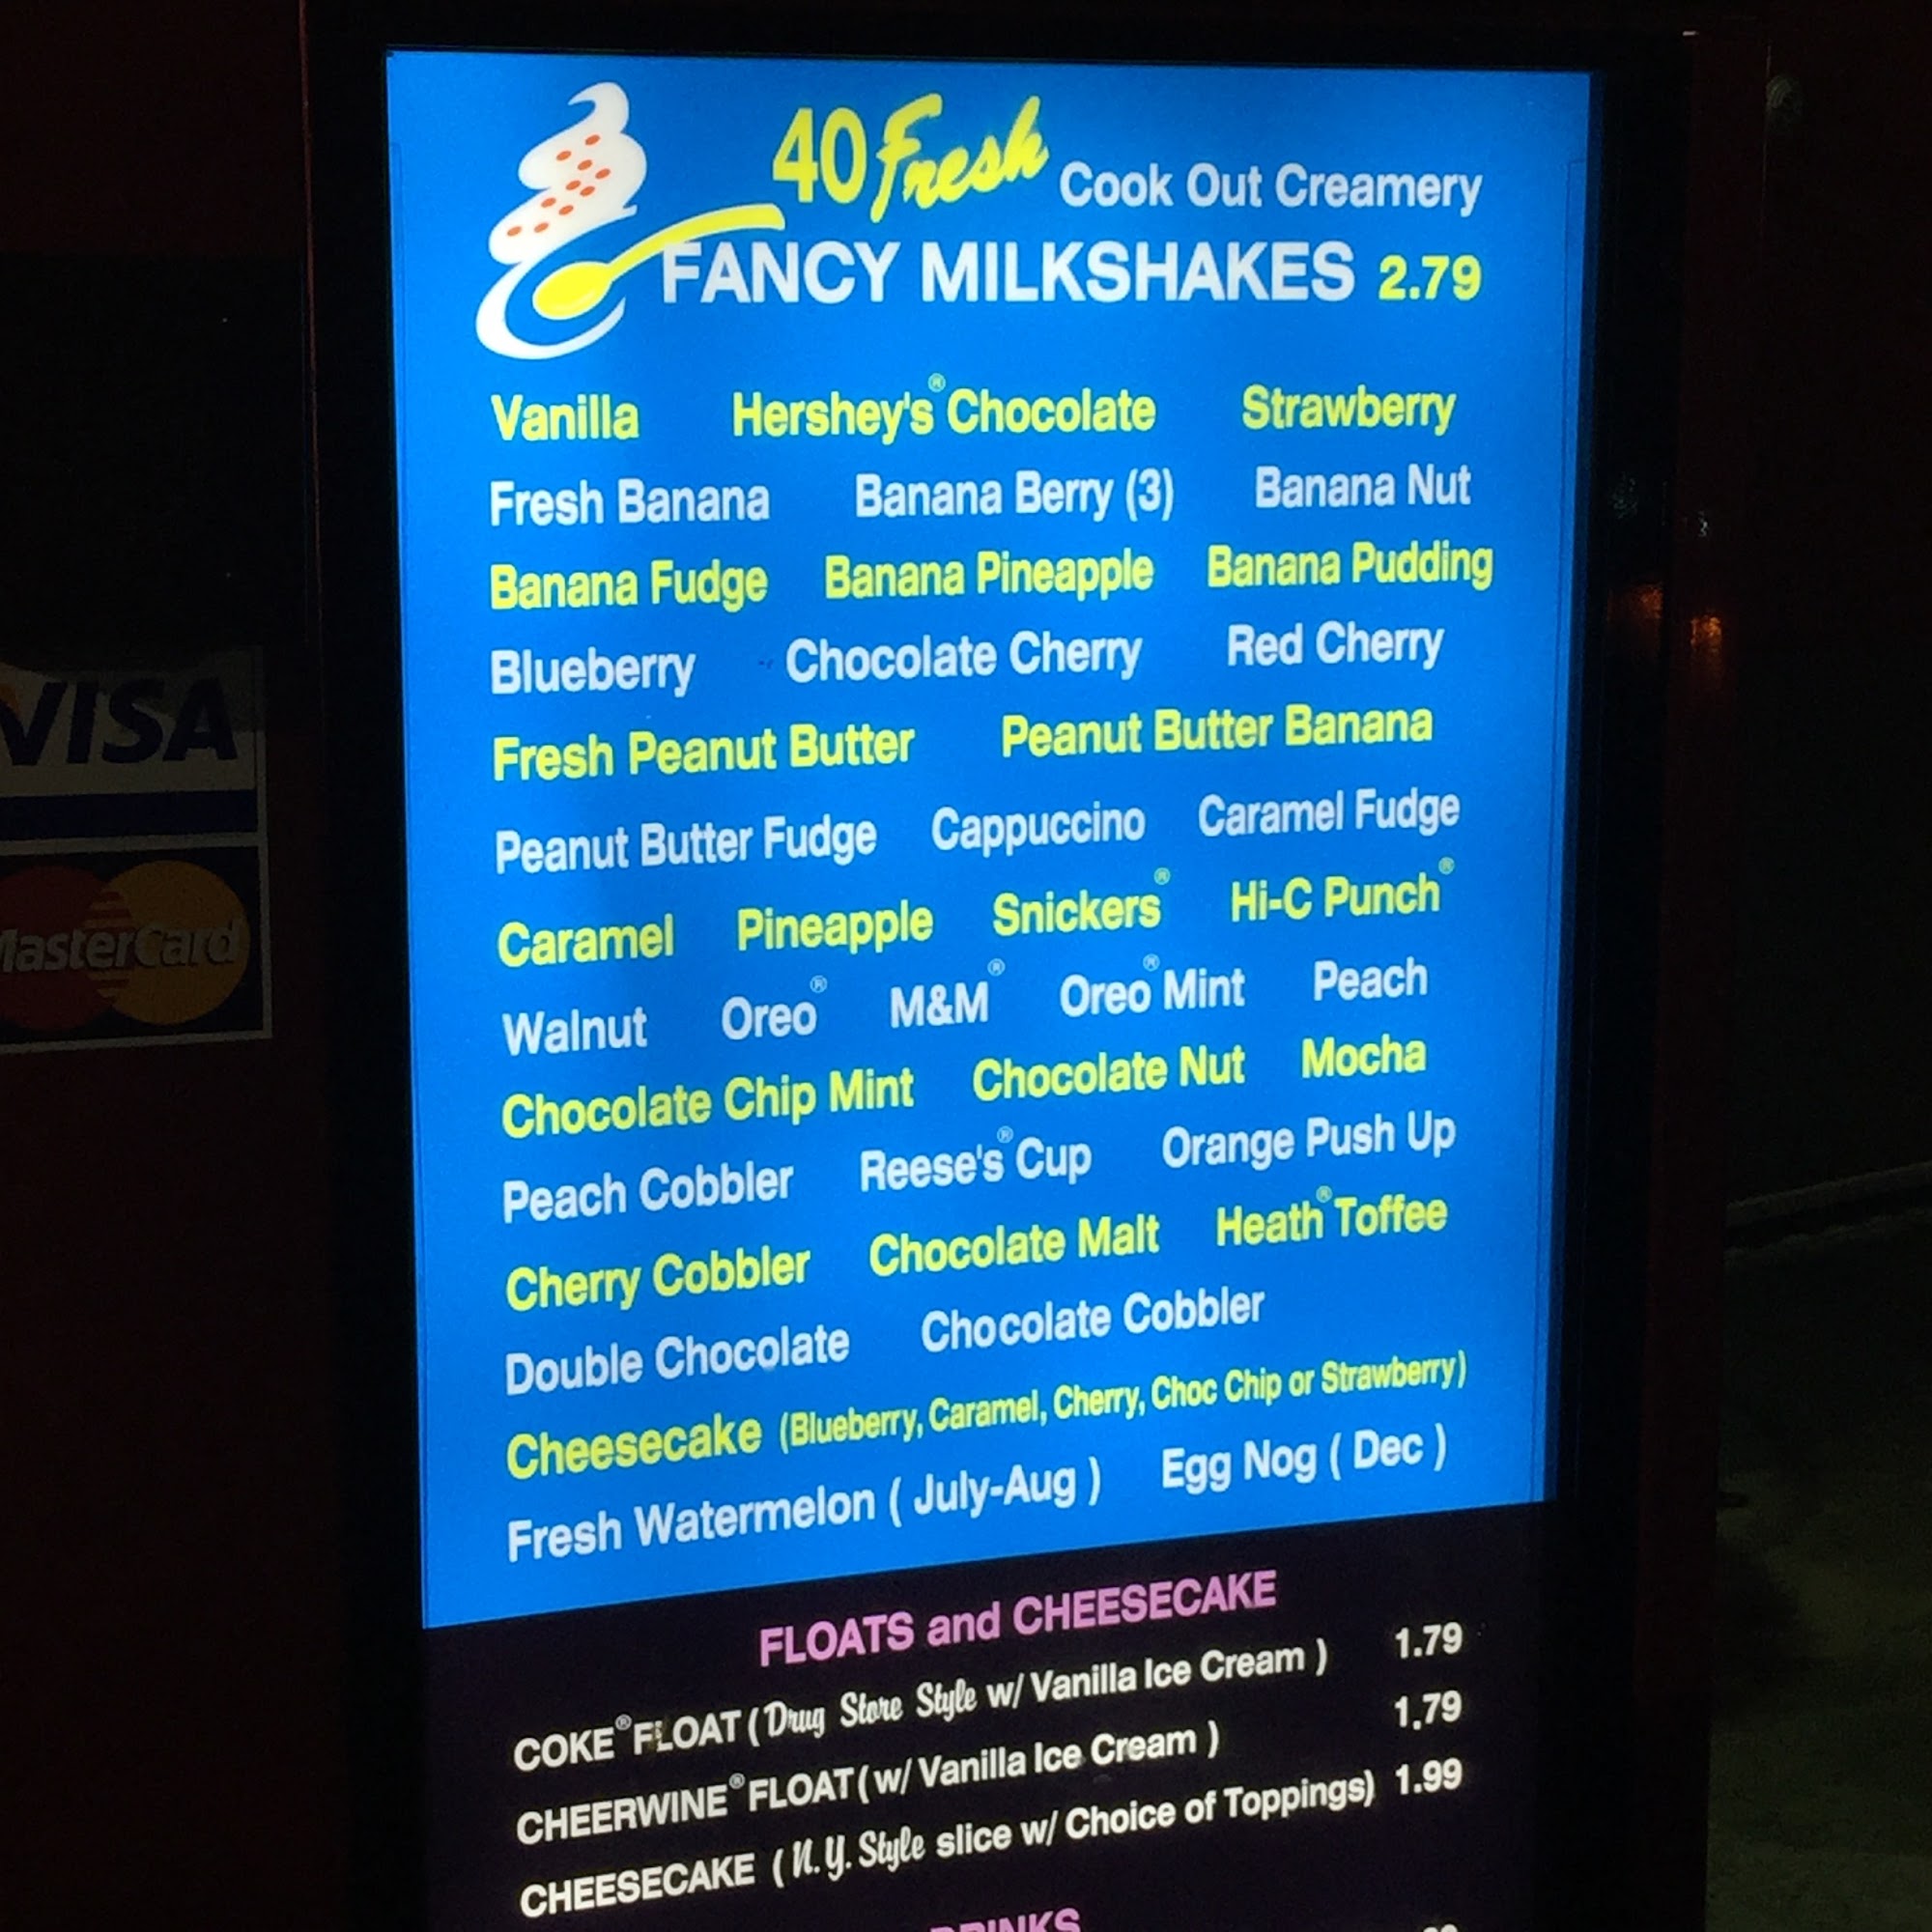 40 Fresh Cook Out Creamery
FANCY MILKSHAKES 2.79
Vanilla Hershey's® Chocolate Strawberry
Fresh Banana Banana Berry (3) Banana Nut
Banana Fudge Banana Pineapple Banana Pudding
Blueberry Chocolate Cherry Red Cherry
Fresh Peanut Butter Peanut Butter Banana
Peanut Butter Fudge Cappuccino Caramel Fudge
Caramel Pineapple Snickers® Hi-C Punch®
Walnut Oreo® M&M® Oreo® Mint Peach
Chocolate Chip Mint Chocolate Nut Mocha
Peach Cobbler Reese's® Cup Orange Push Up
Cherry Cobbler Chocolate Malt Heath® Toffee
Double Chocolate Chocolate Cobbler
Cheesecake (Blueberry, Caramel, Cherry, Choc Chip or Strawberry)
Fresh Watermelon ( July-Aug ) Egg Nog ( Dec )
FLOATS and CHEESECAKE
COKE® FLOAT ( Drug Store Style w/ Vanilla Ice Cream ) 1.79
CHEERWINE® FLOAT ( w/ Vanilla Ice Cream ) 1.79
CHEESECAKE ( N.Y. Style slice w/ Choice of Toppings) 1.99
DRINKS
VISA
MasterCard